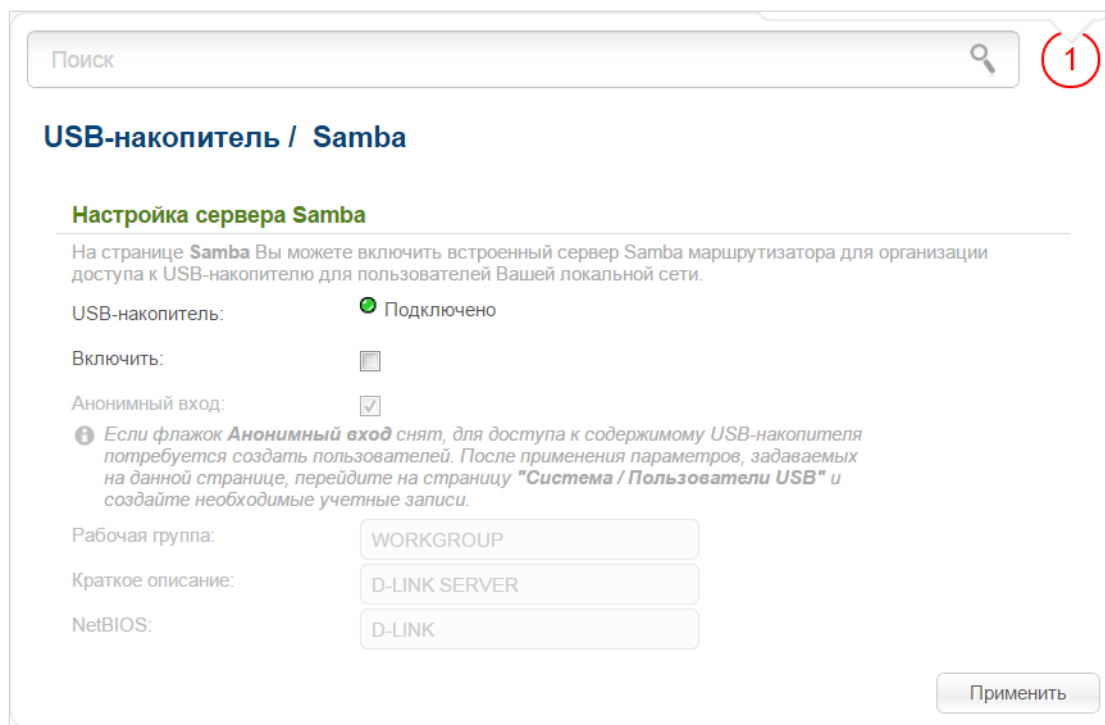 Поиск
1
USB-накопитель / Samba
Настройка сервера Samba
На странице Samba Вы можете включить встроенный сервер Samba маршрутизатора для организации
доступа к USB-накопителю для пользователей Вашей локальной сети.
USB-накопитель: Подключено
Включить:
Анонимный вход:
Если флажок Анонимный вход снят, для доступа к содержимому USB-накопителя
потребуется создать пользователей. После применения параметров, задаваемых
на данной странице, перейдите на страницу "Система / Пользователи USB" и
создайте необходимые учетные записи.
Рабочая группа: WORKGROUP
Краткое описание: D-LINK SERVER
NetBIOS: D-LINK
Применить